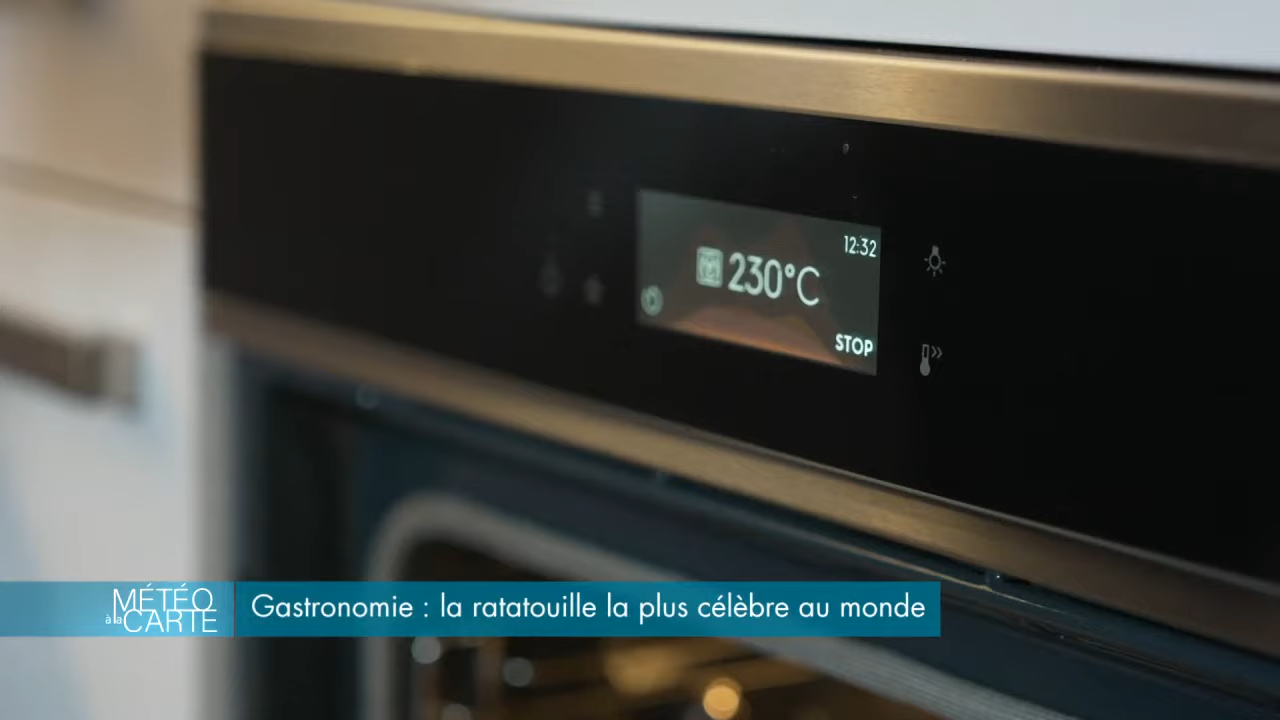 12:32
230°C
STOP
MÉTÉO
à la CARTE
Gastronomie : la ratatouille la plus célèbre au monde